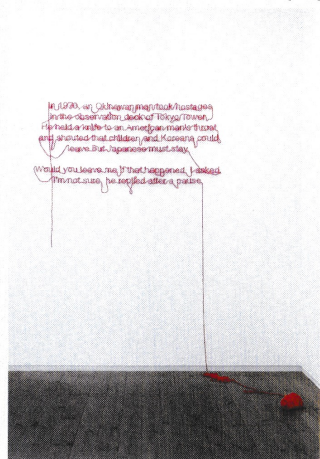 In 1970, an Okinawan man took hostages
in the observation deck of Tokyo Tower.
He held a knife to an American man's throat
and shouted that children and Koreans could
leave. But Japanese must stay.
Would you leave me, if that happened, I asked.
I'm not sure, he replied after a pause.